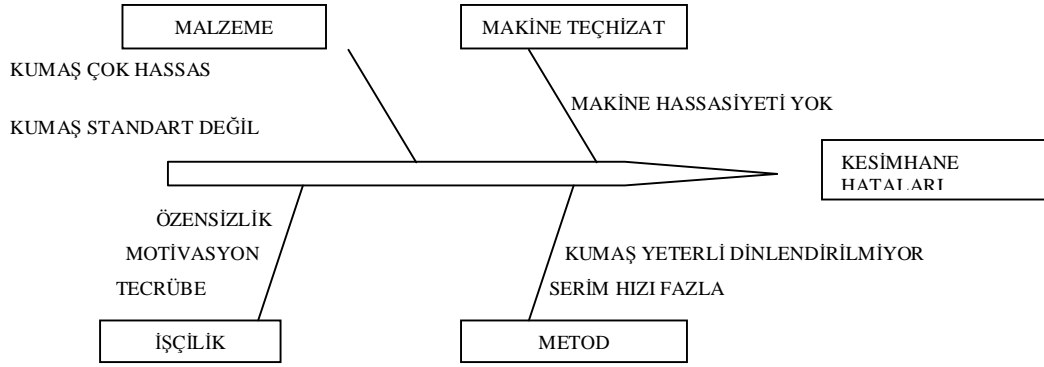 MALZEME
MAKİNE TEÇHİZAT
KUMAŞ ÇOK HASSAS
MAKİNE HASSASİYETİ YOK
KUMAŞ STANDART DEĞİL
KESİMHANE
HATALARI
ÖZENSİZLİK
MOTİVASYON
TECRÜBE
KUMAŞ YETERLİ DİNLENDİRİLMİYOR
SERİM HIZI FAZLA
İŞÇİLİK
METOD